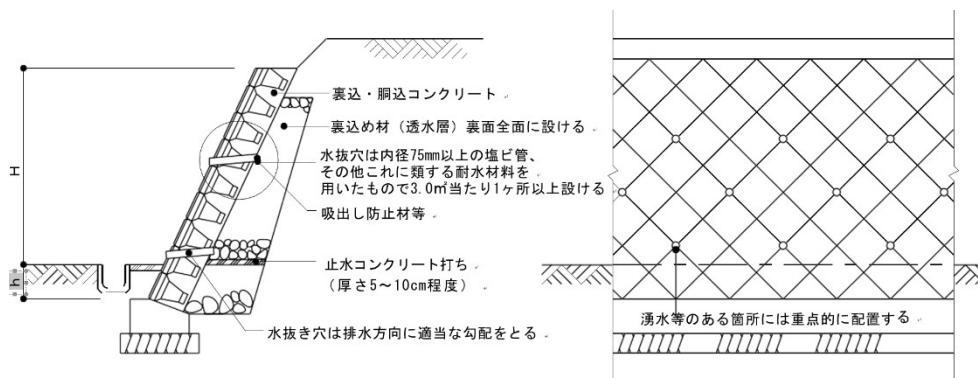 裏込・胴込コンクリート
裏込め材（透水層）裏面全面に設ける
水抜穴は内径75mm以上の塩ビ管、
その他これに類する耐水材料を
用いたもので3.0㎡当たり1ヶ所以上設ける
吸出し防止材等
止水コンクリート打ち
（厚さ5～10cm程度）
水抜き穴は排水方向に適当な勾配をとる
H
h
湧水等のある箇所には重点的に配置する